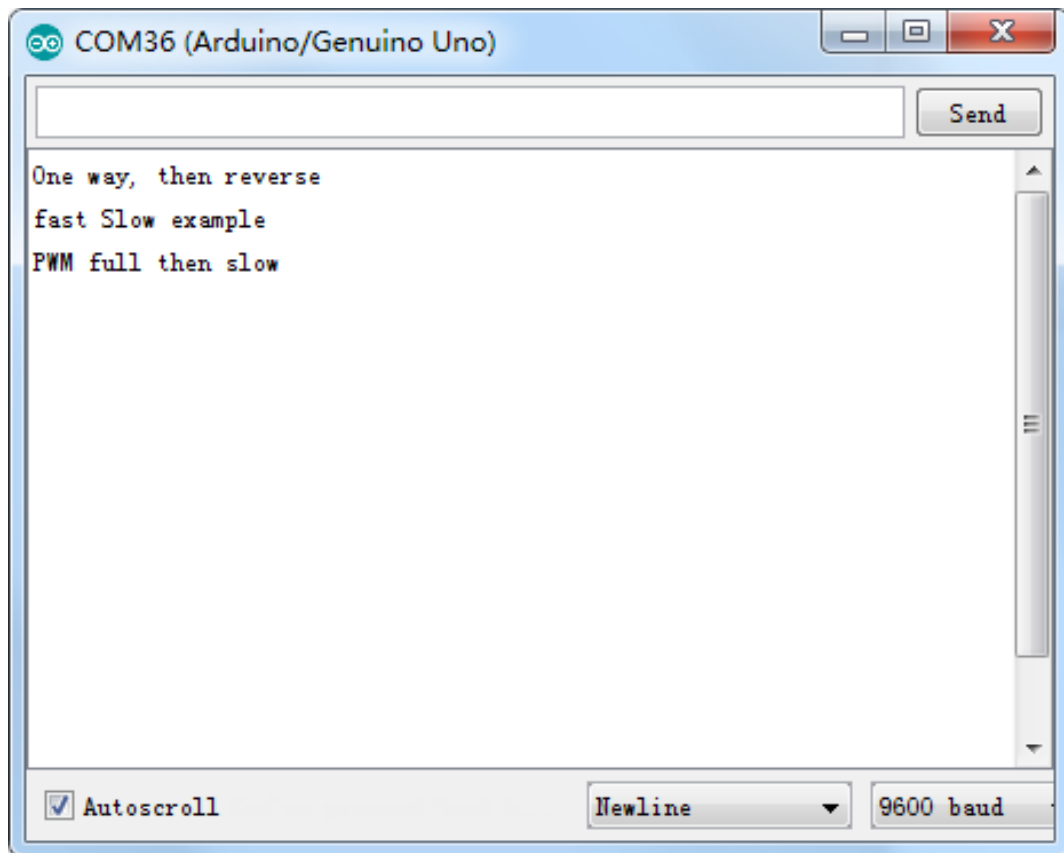 COM36 (Arduino/Genuino Uno)
Send
One way, then reverse
fast Slow example
PWM full then slow
Autoscroll
Newline
9600 baud